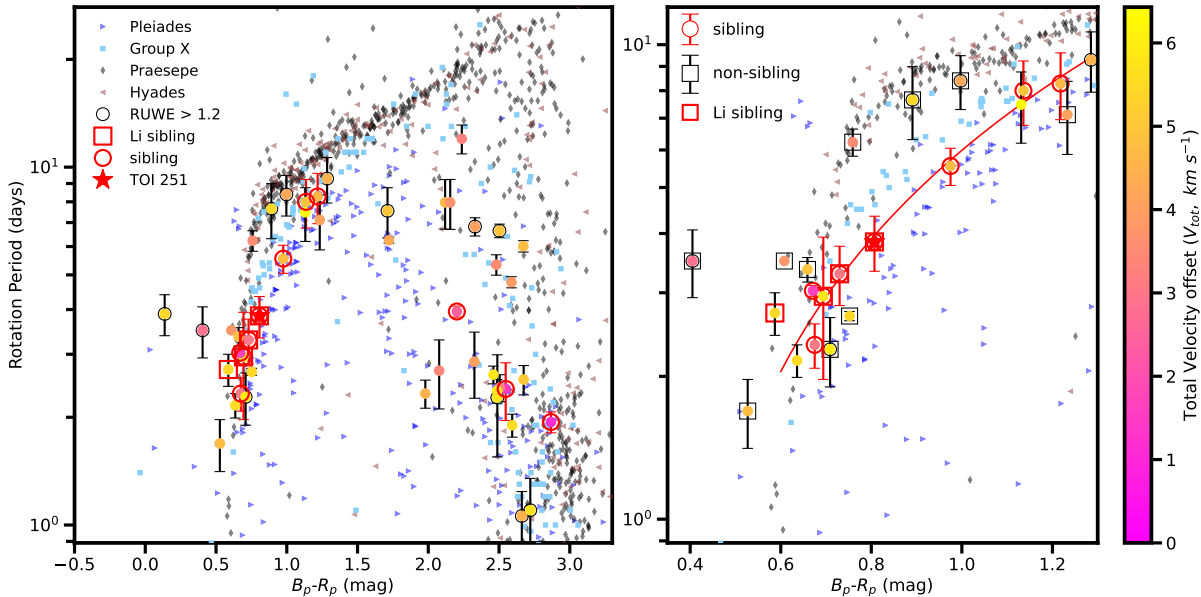 Pleiades
Group X
Praesepe
Hyades
RUWE > 1.2
Li sibling
sibling
TOI 251
10¹
10⁰
Rotation Period (days)
−0.5 0.0 0.5 1.0 1.5 2.0 2.5 3.0
Bₚ-Rₚ (mag)
sibling
non-sibling
Li sibling
10¹
10⁰
0.4 0.6 0.8 1.0 1.2
Bₚ-Rₚ (mag)
6
5
4
3
2
1
0
Total Velocity offset (V_tot, km s⁻¹)